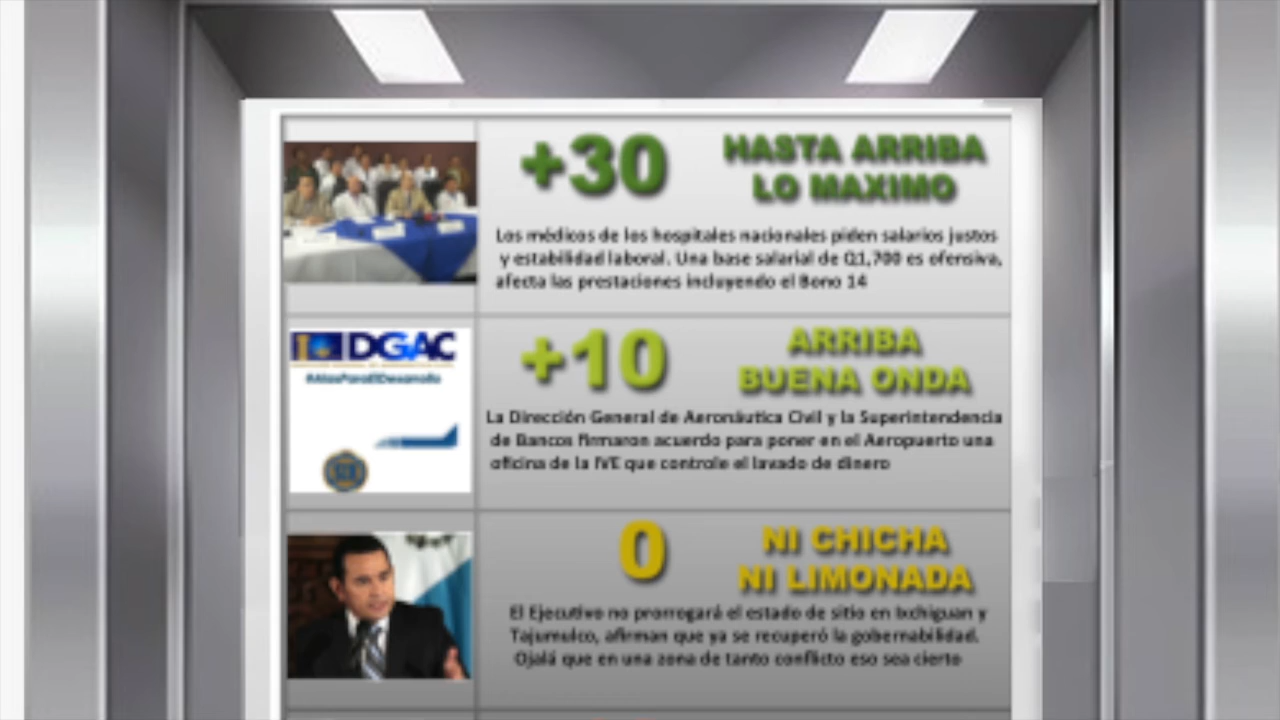 +30
HASTA ARRIBA
LO MAXIMO
Los médicos de los hospitales nacionales piden salarios justos
y estabilidad laboral. Una base salarial de Q1,700 es ofensiva,
afecta las prestaciones incluyendo el Bono 14
DGAC
#AlasParaElDesarrollo
+10
ARRIBA
BUENA ONDA
La Dirección General de Aeronáutica Civil y la Superintendencia
de Bancos firmaron acuerdo para poner en el Aeropuerto una
oficina de la IVE que controle el lavado de dinero
0
NI CHICHA
NI LIMONADA
El Ejecutivo no prorrogará el estado de sitio en Ixchiguan y
Tajumulco, afirman que ya se recuperó la gobernabilidad.
Ojalá que en una zona de tanto conflicto eso sea cierto